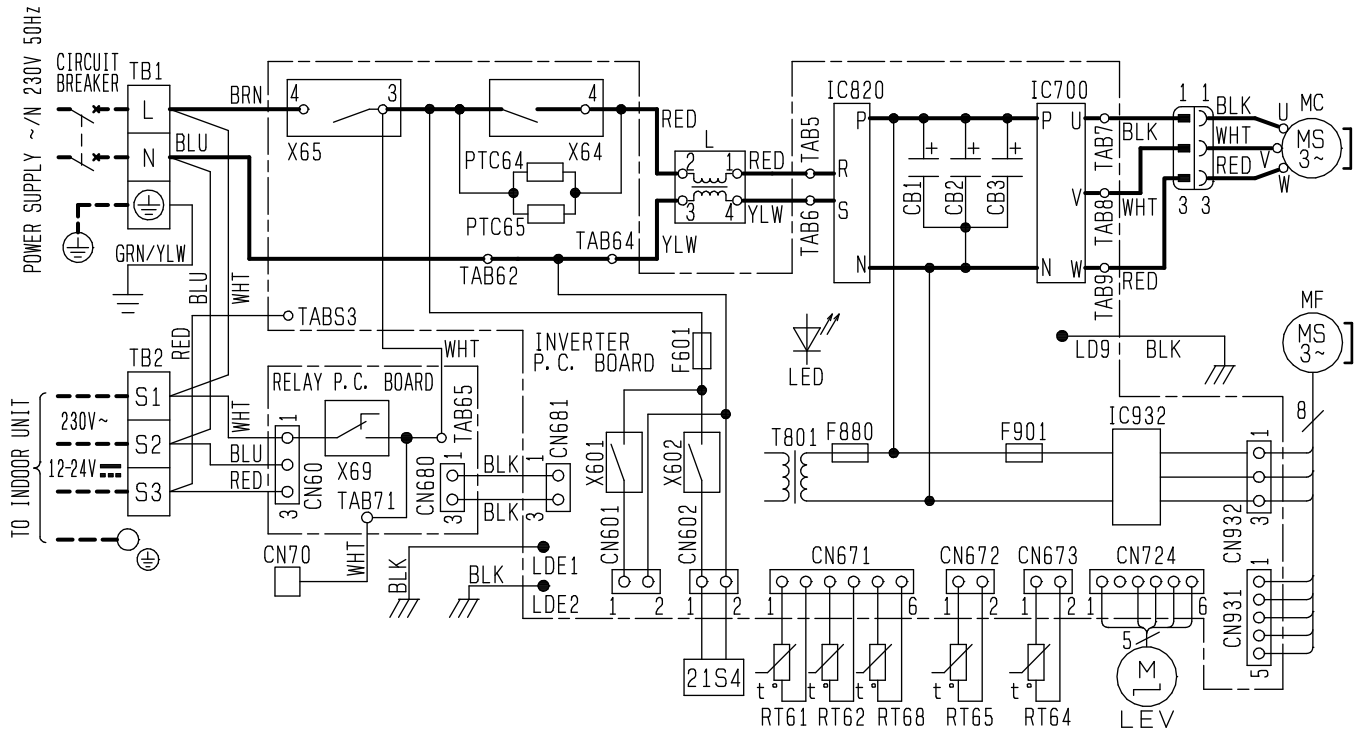 POWER SUPPLY ~/N 230V 50Hz
CIRCUIT
BREAKER
TB1
L
N
BRN
BLU
GRN/YLW
4
3
X65
4
X64
PTC64
PTC65
TAB62
TAB64
RED
YLW
L
2
1
3
4
RED
YLW
TAB5
TAB6
IC820
P
R
S
N
+
+
+
CB1
CB2
CB3
IC700
P
N
U
V
W
TAB7
TAB8
TAB9
BLK
WHT
RED
1
1
3
3
BLK
WHT
RED
U
V
W
MC
MS
3~
BLU
WHT
RED
TABS3
TB2
S1
S2
S3
TO INDOOR UNIT
230V~
12-24V
WHT
BLU
RED
RELAY P.C. BOARD
1
3
CN60
X69
TAB71
WHT
TAB65
CN680
1
3
BLK
BLK
1
3
CN681
CN70
WHT
BLK
BLK
LDE1
LDE2
INVERTER
P.C. BOARD
F601
X601
X602
CN601
CN602
1
2
1
2
21S4
LED
LD9
BLK
MF
MS
3~
8
T801
F880
F901
IC932
1
3
CN932
CN931
1
5
CN671
1
6
CN672
1
2
CN673
1
2
CN724
1
6
5
M
LEV
t°
t°
t°
t°
t°
RT61
RT62
RT68
RT65
RT64